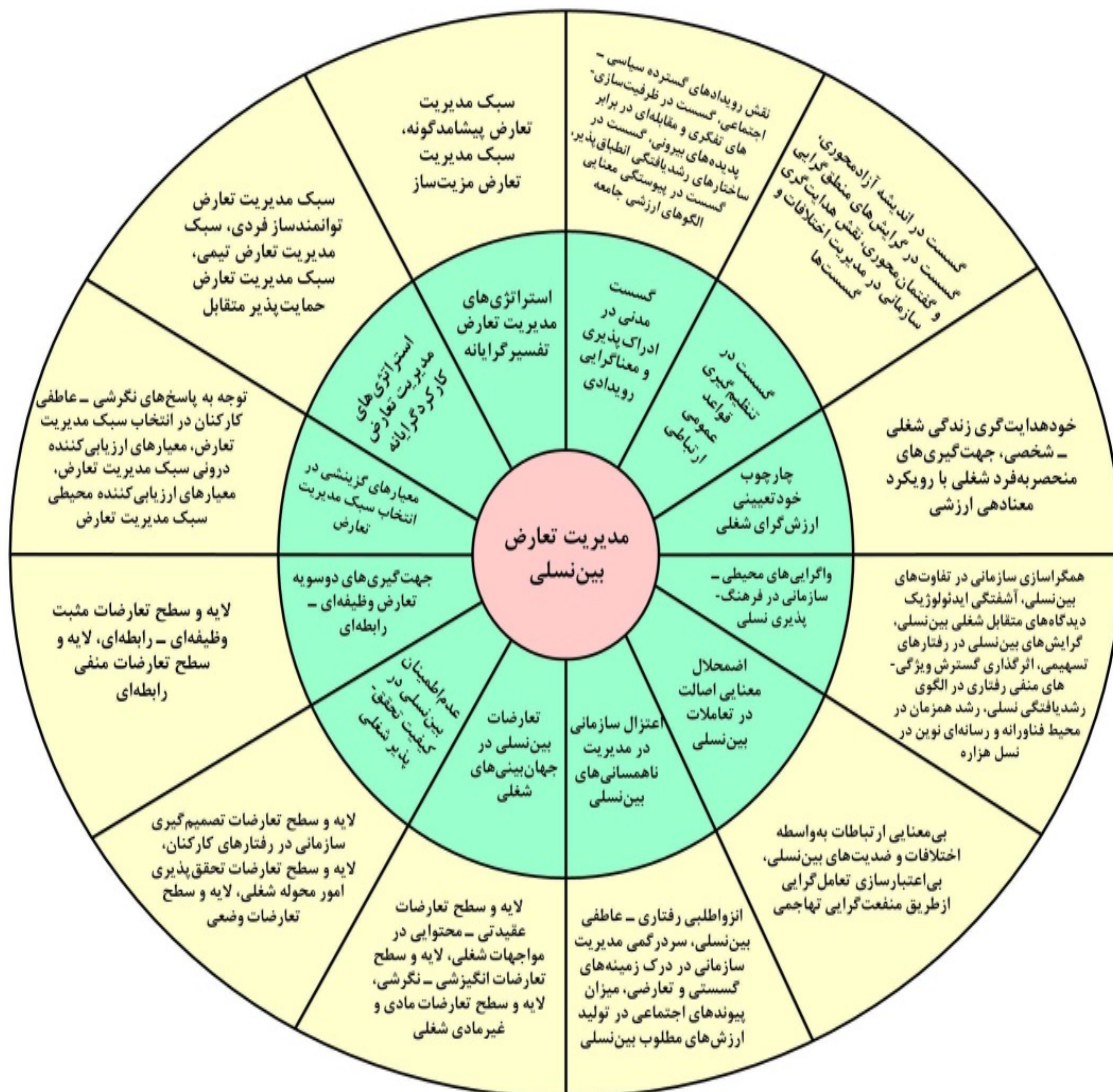 مدیریت تعارض
بین‌نسلی
گسست
مدنی در
ادراک‌پذیری
و معناگرایی
رویدادی
گسست در
تنظیم‌گیری
قواعد
عمومی
ارتباطی
چارچوب
خودتعیینی
ارزش‌گرای شغلی
واگرایی‌های محیطی –
سازمانی در فرهنگ-
پذیری نسلی
اضمحلال
معنایی اصالت
در تعاملات
بین‌نسلی
اعتزال سازمانی
در مدیریت
ناهمسانی‌های
بین‌نسلی
تعارضات
بین‌نسلی در
جهان‌بینی‌های
شغلی
عدم‌اطمینان
بین‌نسلی در
کیفیت تحقق-
پذیر شغلی
جهت‌گیری‌های دوسویه
تعارض وظیفه‌ای –
رابطه‌ای
معیارهای گزینشی در
انتخاب سبک مدیریت
تعارض
استراتژی‌های
مدیریت تعارض
کارکردگرایانه
استراتژی‌های
مدیریت تعارض
تفسیرگرایانه
نقش رویدادهای گسترده سیاسی –
اجتماعی، گسست در ظرفیت‌سازی-
های تفکری و مقابله‌ای در برابر
پدیده‌های بیرونی، گسست در
ساختارهای رشدیافتگی انطباق‌پذیر،
گسست در پیوستگی معنایی
الگوهای ارزشی جامعه
گسست در اندیشه آزادمحوری،
گسست در گرایش‌های منطق‌گرایی
و گفتمان‌محوری، نقش هدایت‌گری
سازمانی در مدیریت اختلافات و
گسست‌ها
خودهدایت‌گری زندگی شغلی
– شخصی، جهت‌گیری‌های
منحصربه‌فرد شغلی با رویکرد
معنادهی ارزشی
همگراسازی سازمانی در تفاوت‌های
بین‌نسلی، آشفتگی ایدئولوژیک
دیدگاه‌های متقابل شغلی بین‌نسلی،
گرایش‌های بین‌نسلی در رفتارهای
تسهیمی، اثرگذاری گسترش ویژگی-
های منفی رفتاری در الگوی
رشدیافتگی نسلی، رشد همزمان در
محیط فناورانه و رسانه‌ای نوین در
نسل هزاره
بی‌معنایی ارتباطات به‌واسطه
اختلافات و ضدیت‌های بین‌نسلی،
بی‌اعتبارسازی تعامل‌گرایی
ازطریق منفعت‌گرایی تهاجمی
انزواطلبی رفتاری – عاطفی
بین‌نسلی، سردرگمی مدیریت
سازمانی در درک زمینه‌های
گسستی و تعارضی، میزان
پیوندهای اجتماعی در تولید
ارزش‌های مطلوب بین‌نسلی
لایه و سطح تعارضات
عقیدتی – محتوایی در
مواجهات شغلی، لایه و سطح
تعارضات انگیزشی – نگرشی،
لایه و سطح تعارضات مادی و
غیرمادی شغلی
لایه و سطح تعارضات تصمیم‌گیری
سازمانی در رفتارهای کارکنان،
لایه و سطح تعارضات تحقق‌پذیری
امور محوله شغلی، لایه و سطح
تعارضات وضعی
لایه و سطح تعارضات مثبت
وظیفه‌ای – رابطه‌ای، لایه و
سطح تعارضات منفی
رابطه‌ای
توجه به پاسخ‌های نگرشی – عاطفی
کارکنان در انتخاب سبک مدیریت
تعارض، معیارهای ارزیابی‌کننده
درونی سبک مدیریت تعارض،
معیارهای ارزیابی‌کننده محیطی
سبک مدیریت تعارض
سبک مدیریت تعارض
توانمندساز فردی، سبک
مدیریت تعارض تیمی،
سبک مدیریت تعارض
حمایت‌پذیر متقابل
سبک مدیریت
تعارض پیشامدگونه،
سبک مدیریت
تعارض مزیت‌ساز